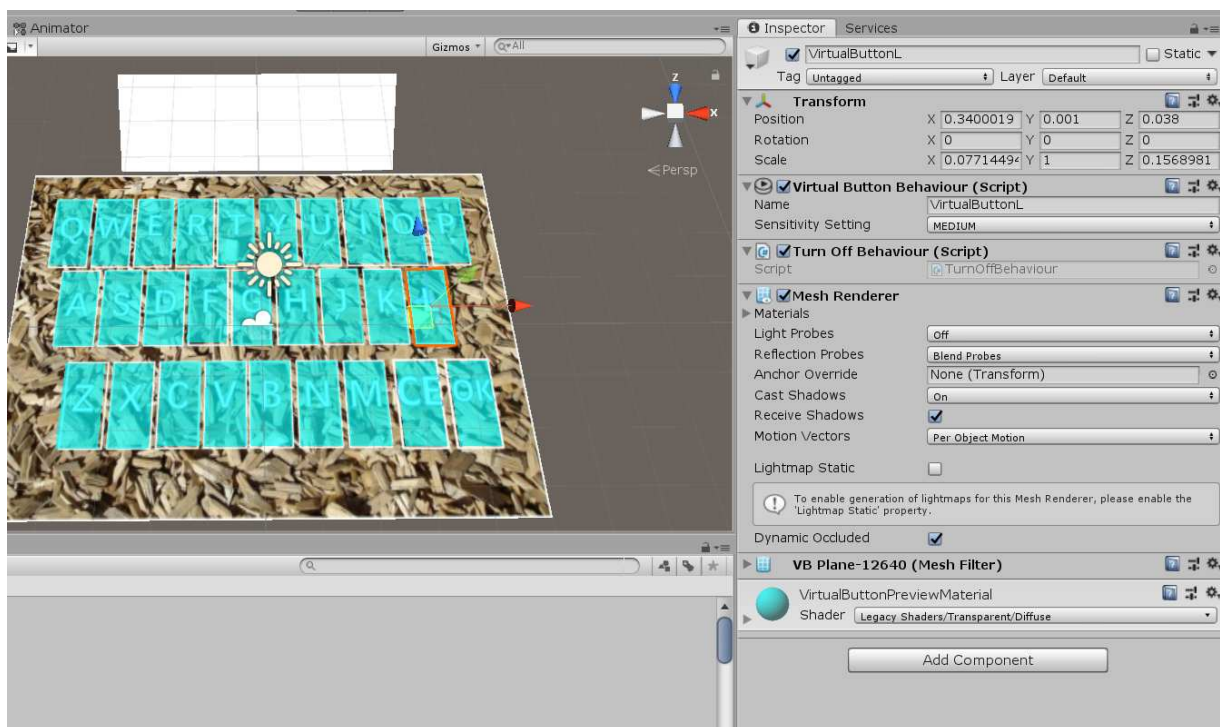 Animator
Gizmos
Q▾All
z
x
Persp
Q W E R T Y U I O P
A S D F G H J K L
Z X C V B N M CE OK
Inspector Services
VirtualButtonL Static
Tag Untagged Layer Default
Transform
Position X 0.3400019 Y 0.001 Z 0.038
Rotation X 0 Y 0 Z 0
Scale X 0.07714494 Y 1 Z 0.1568981
Virtual Button Behaviour (Script)
Name VirtualButtonL
Sensitivity Setting MEDIUM
Turn Off Behaviour (Script)
Script TurnOffBehaviour
Mesh Renderer
Materials
Light Probes Off
Reflection Probes Blend Probes
Anchor Override None (Transform)
Cast Shadows On
Receive Shadows
Motion Vectors Per Object Motion
Lightmap Static
To enable generation of lightmaps for this Mesh Renderer, please enable the
'Lightmap Static' property.
Dynamic Occluded
VB Plane-12640 (Mesh Filter)
VirtualButtonPreviewMaterial
Shader Legacy Shaders/Transparent/Diffuse
Add Component